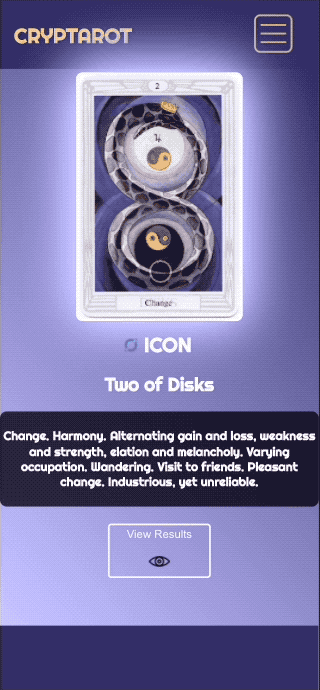 CRYPTAROT
2
Change
ICON
Two of Disks
Change. Harmony. Alternating gain and loss, weakness
and strength, elation and melancholy. Varying
occupation. Wandering. Visit to friends. Pleasant
change. Industrious, yet unreliable.
View Results